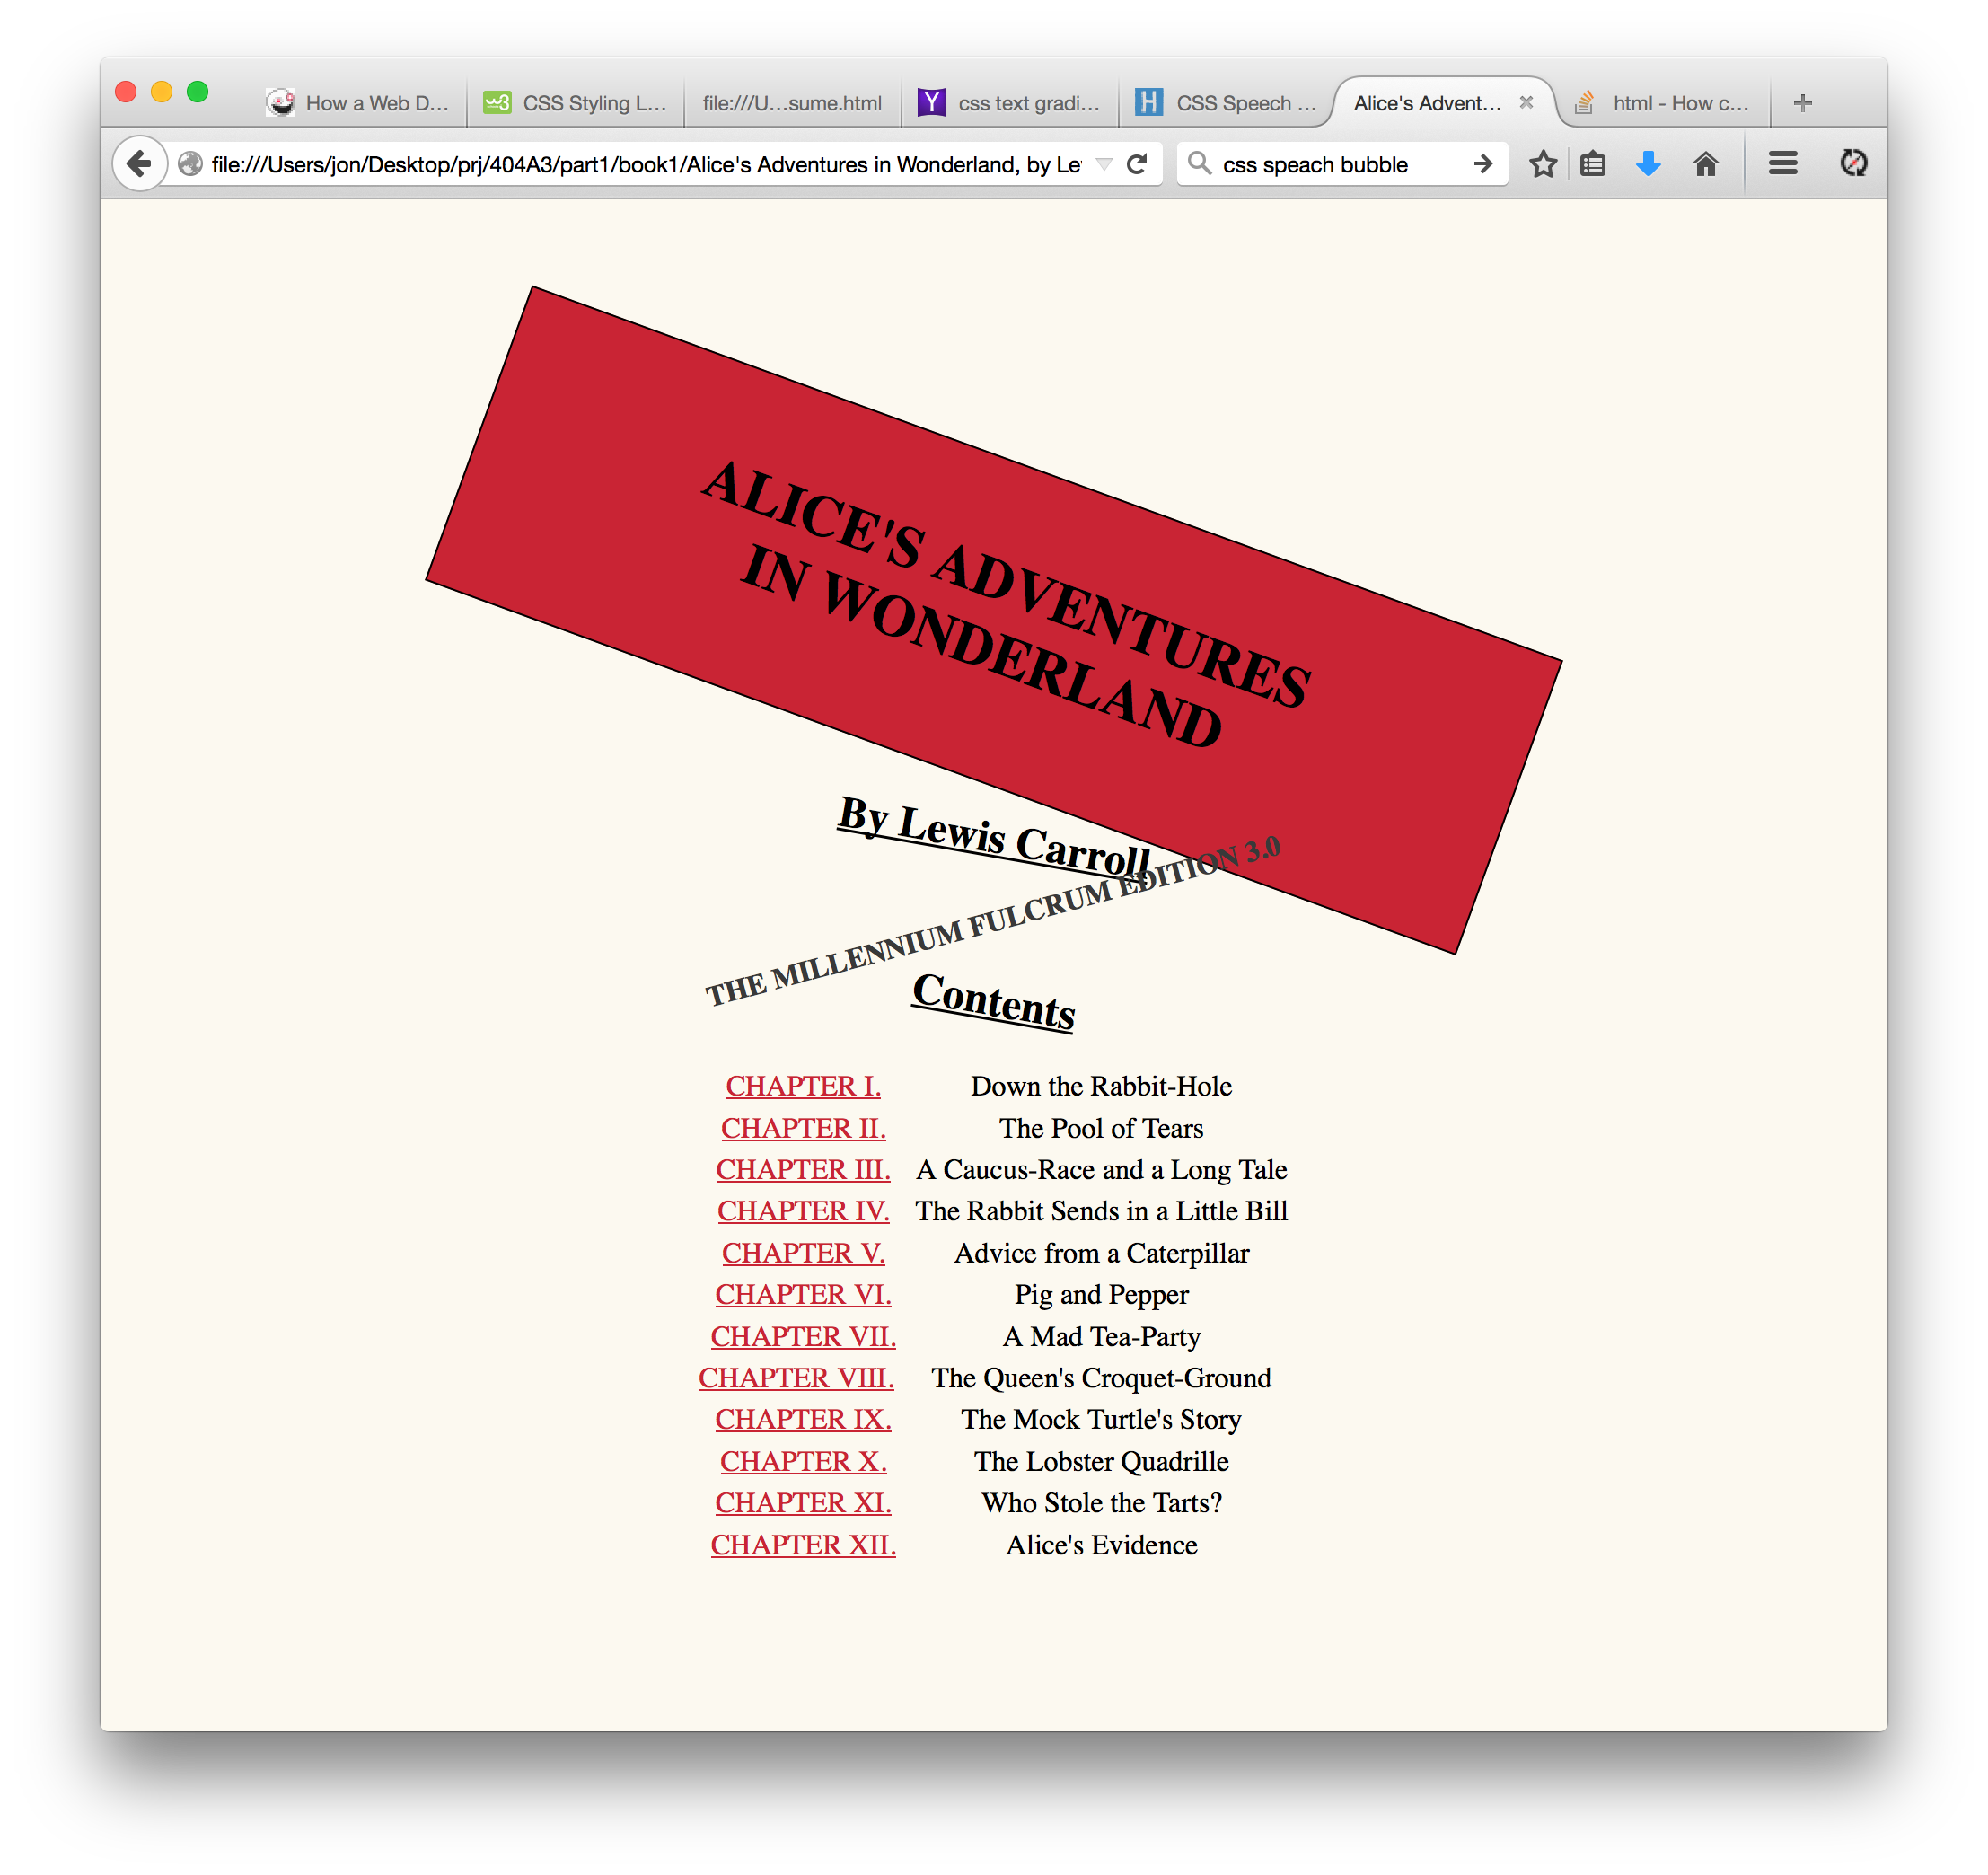 How a Web D...
CSS Styling L...
file:///U...sume.html
Y
css text gradi...
H
CSS Speech ...
Alice's Advent...
html - How c...
file:///Users/jon/Desktop/prj/404A3/part1/book1/Alice's Adventures in Wonderland, by Le
css speach bubble
ALICE'S ADVENTURES
IN WONDERLAND
By Lewis Carroll
THE MILLENNIUM FULCRUM EDITION 3.0
Contents
CHAPTER I. Down the Rabbit-Hole
CHAPTER II. The Pool of Tears
CHAPTER III. A Caucus-Race and a Long Tale
CHAPTER IV. The Rabbit Sends in a Little Bill
CHAPTER V. Advice from a Caterpillar
CHAPTER VI. Pig and Pepper
CHAPTER VII. A Mad Tea-Party
CHAPTER VIII. The Queen's Croquet-Ground
CHAPTER IX. The Mock Turtle's Story
CHAPTER X. The Lobster Quadrille
CHAPTER XI. Who Stole the Tarts?
CHAPTER XII. Alice's Evidence